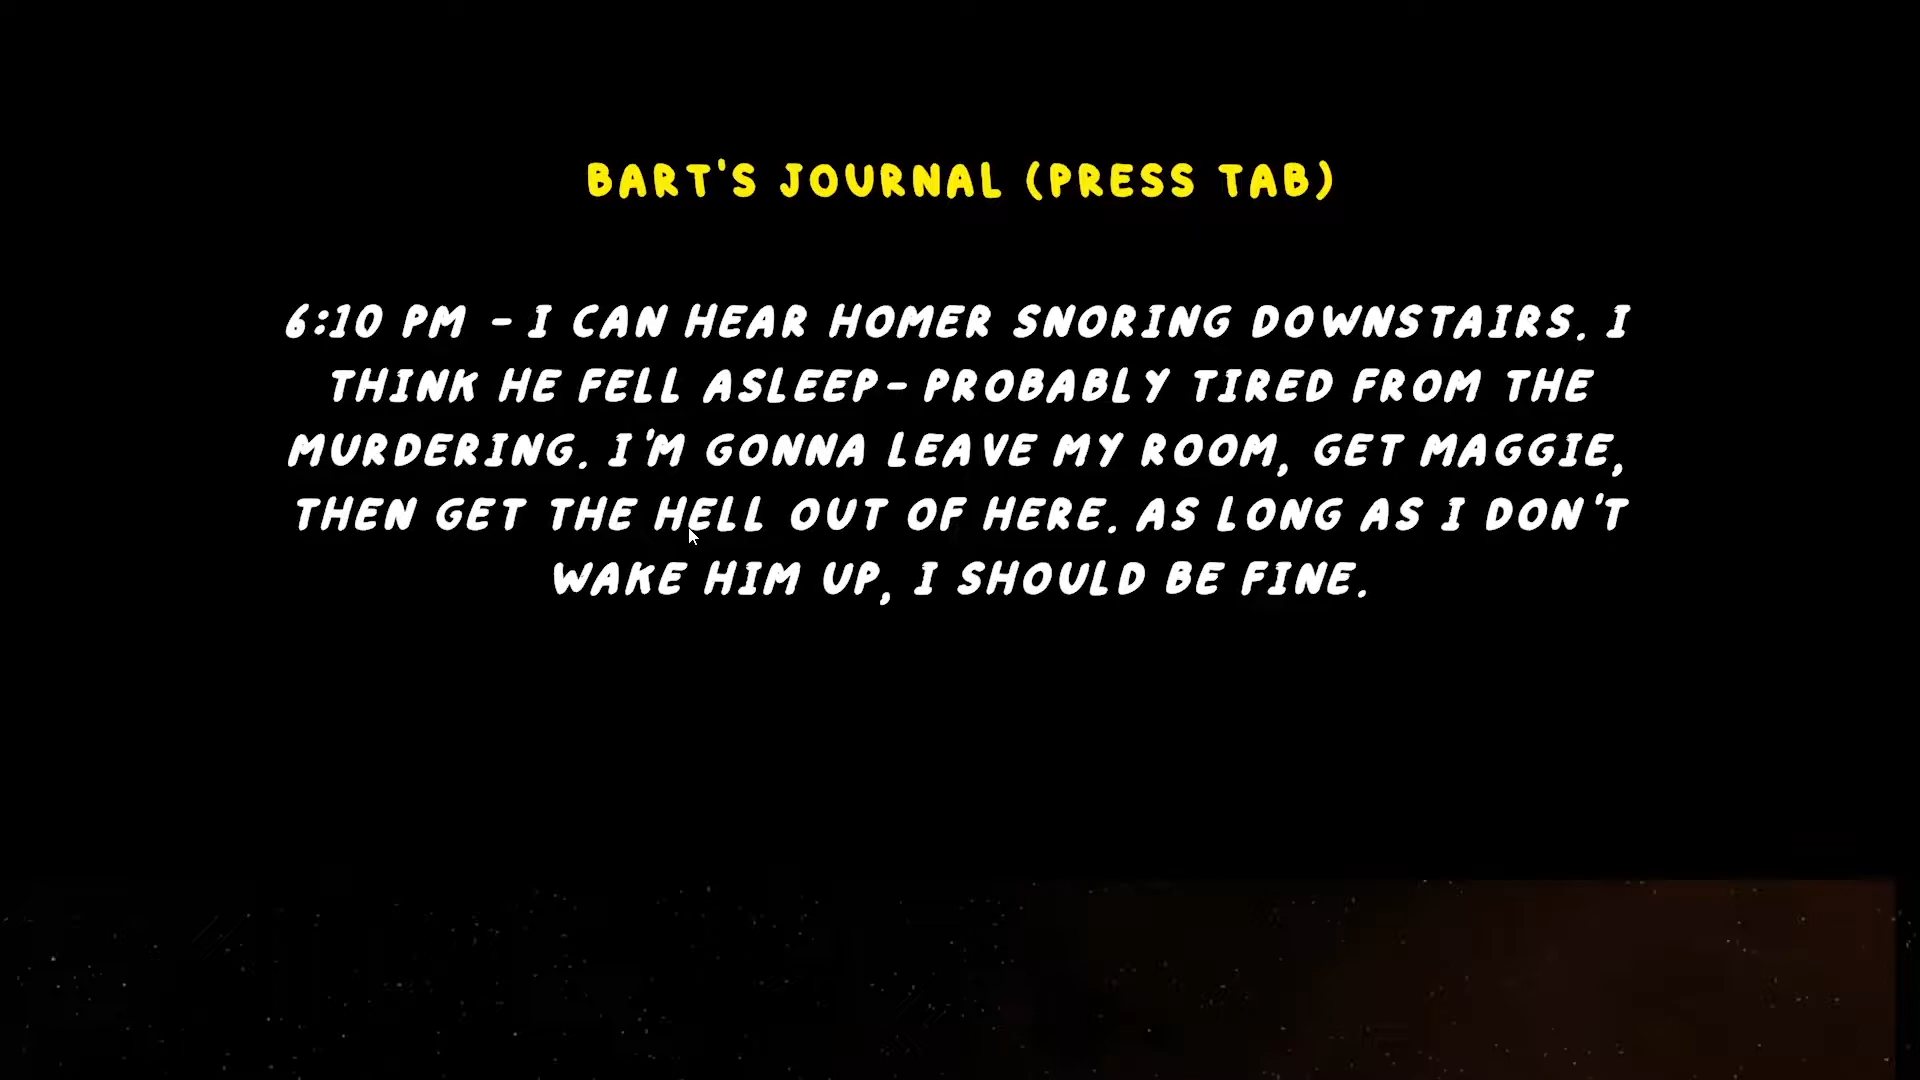 BART'S JOURNAL (PRESS TAB)
6:10 PM - I CAN HEAR HOMER SNORING DOWNSTAIRS. I
THINK HE FELL ASLEEP- PROBABLY TIRED FROM THE
MURDERING. I'M GONNA LEAVE MY ROOM, GET MAGGIE,
THEN GET THE HELL OUT OF HERE. AS LONG AS I DON'T
WAKE HIM UP, I SHOULD BE FINE.